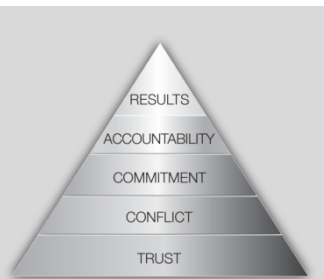 RESULTS
ACCOUNTABILITY
COMMITMENT
CONFLICT
TRUST